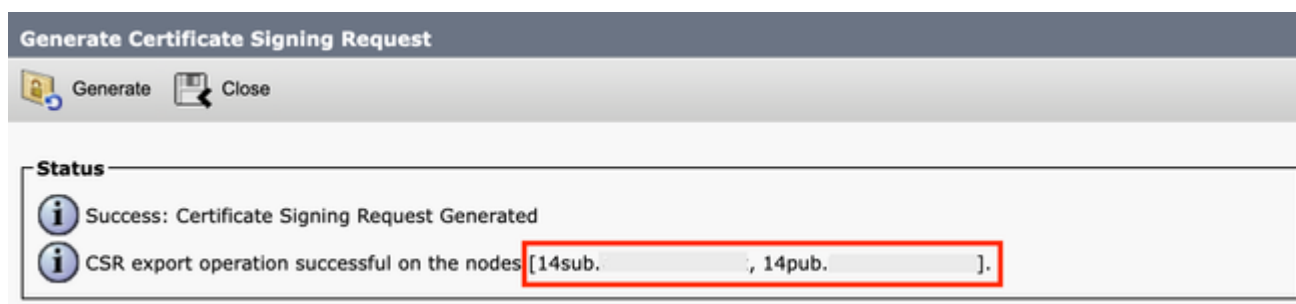 Generate Certificate Signing Request
Generate Close
Status
Success: Certificate Signing Request Generated
CSR export operation successful on the nodes [14sub. , 14pub. ].